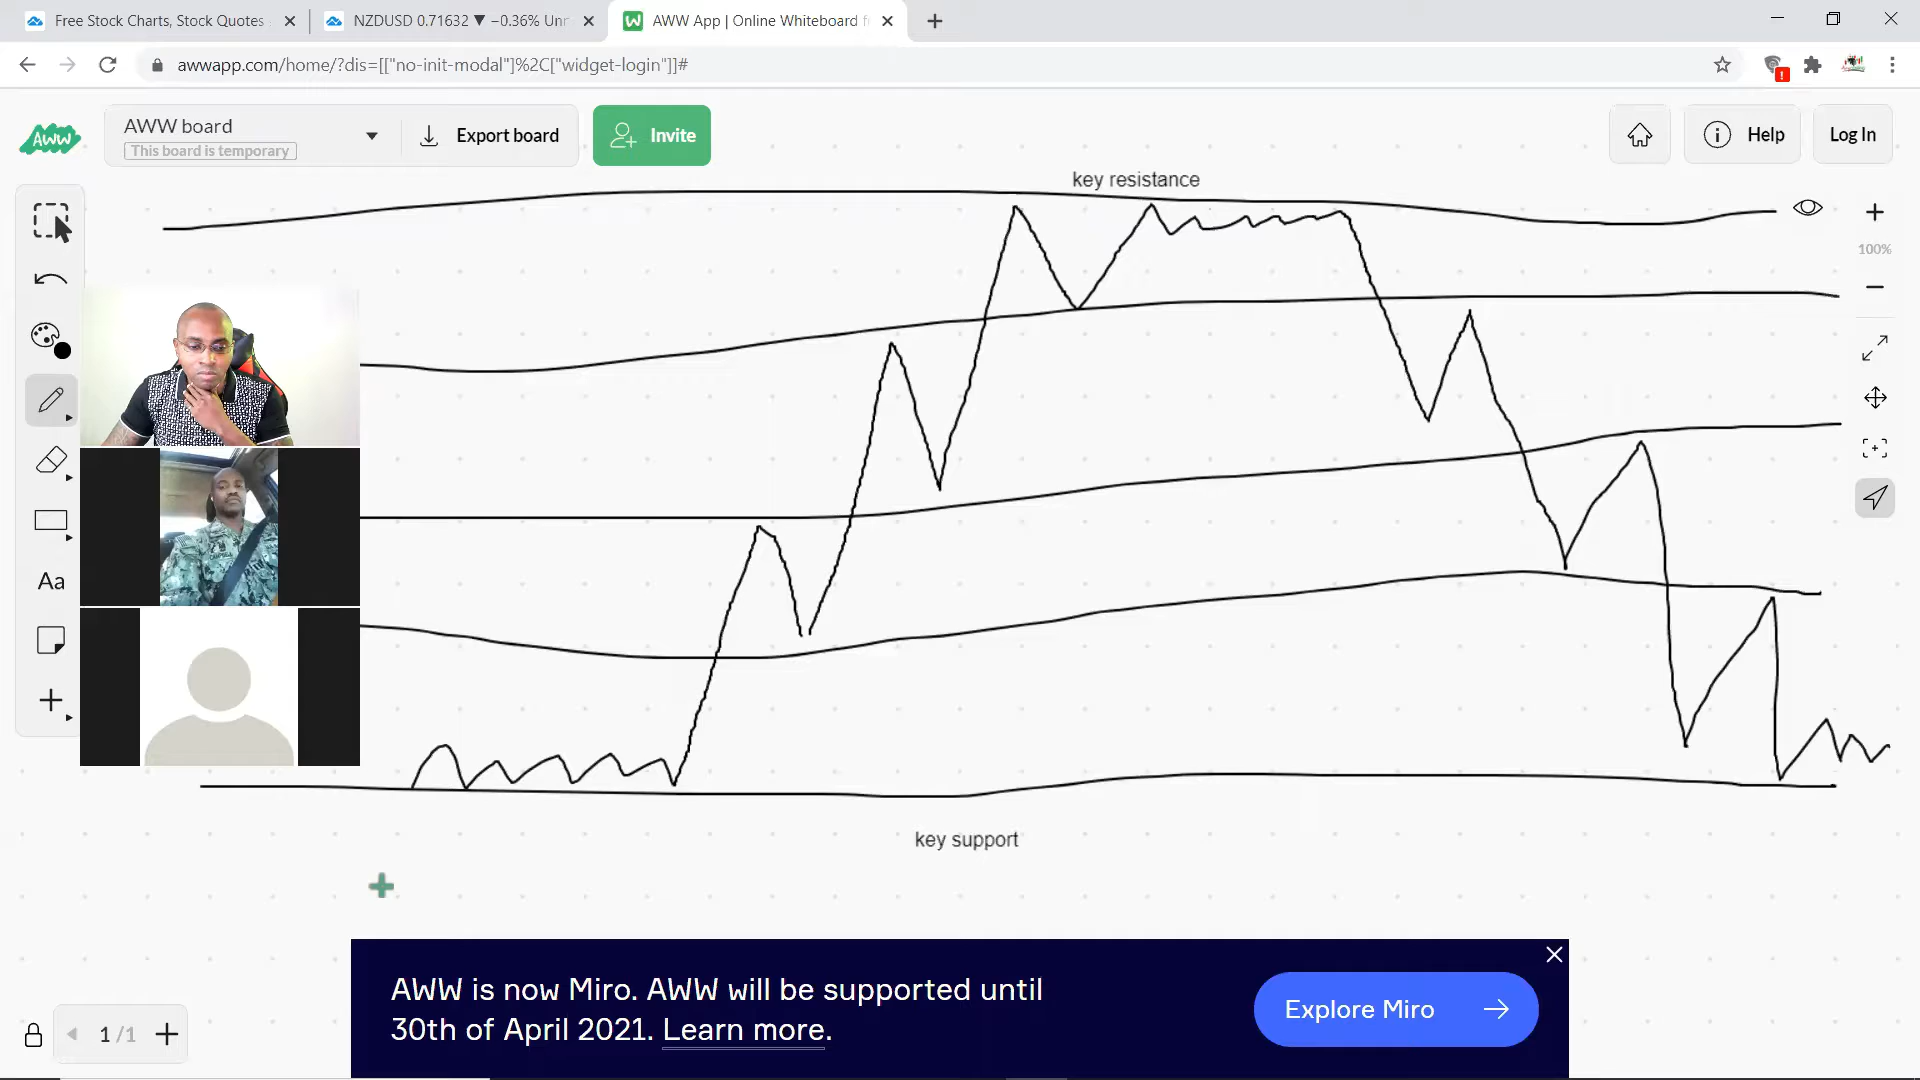 Free Stock Charts, Stock Quotes
NZDUSD 0.71632 ▼ −0.36% Unn
AWW App | Online Whiteboard f
awwapp.com/home/?dis=[["no-init-modal"]%2C["widget-login"]]#
AWW
AWW board
This board is temporary
Export board
Invite
Help
Log In
key resistance
100%
Aa
key support
AWW is now Miro. AWW will be supported until
30th of April 2021. Learn more.
Explore Miro
1/1